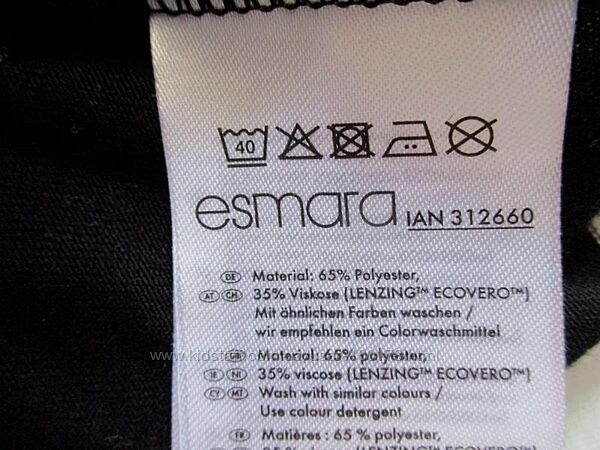 40
esmara IAN 312660
DE Material: 65% Polyester,
AT CH 35% Viskose (LENZING™ ECOVERO™)
Mit ähnlichen Farben waschen /
wir empfehlen ein Colorwaschmittel
GB Material: 65% polyester,
IE NI 35% viscose (LENZING™ ECOVERO™)
CY MT Wash with similar colours /
Use colour detergent
FR Matières : 65 % polyester,